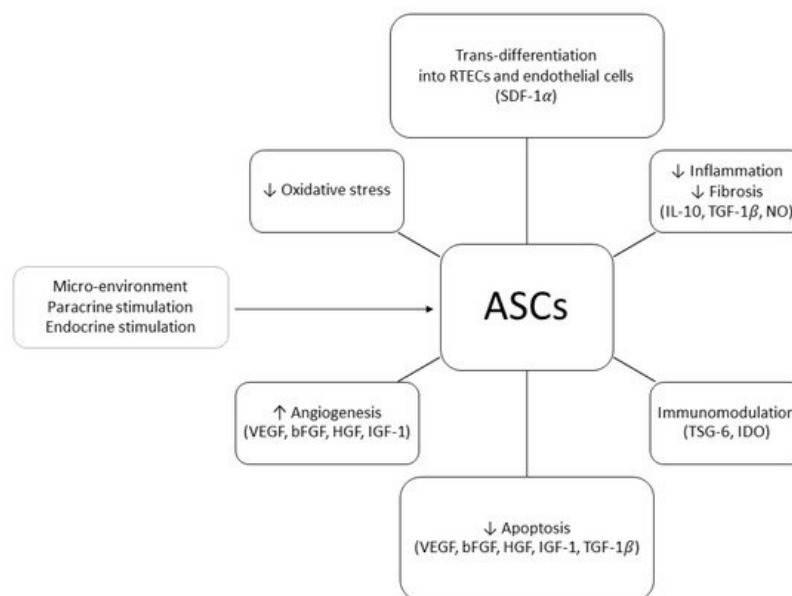 Trans-differentiation
into RTECs and endothelial cells
(SDF-1α)
↓ Oxidative stress
↓ Inflammation
↓ Fibrosis
(IL-10, TGF-1β, NO)
Micro-environment
Paracrine stimulation
Endocrine stimulation
ASCs
↑ Angiogenesis
(VEGF, bFGF, HGF, IGF-1)
Immunomodulation
(TSG-6, IDO)
↓ Apoptosis
(VEGF, bFGF, HGF, IGF-1, TGF-1β)